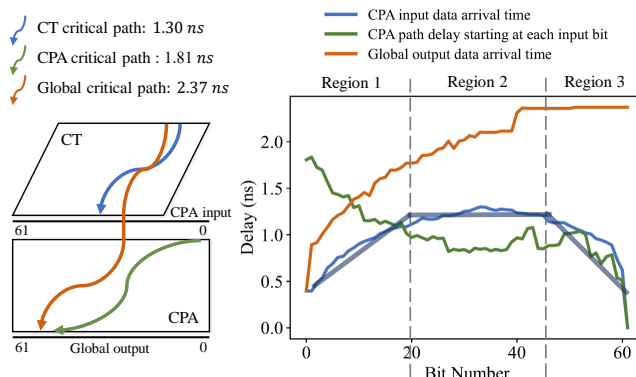 CT critical path: 1.30 ns
CPA critical path : 1.81 ns
Global critical path: 2.37 ns
CT
CPA input
61 0
CPA
61 0
Global output
CPA input data arrival time
CPA path delay starting at each input bit
Global output data arrival time
Region 1 Region 2 Region 3
Delay (ns)
2.0
1.5
1.0
0.5
0.0
0 20 40 60
Bit Number